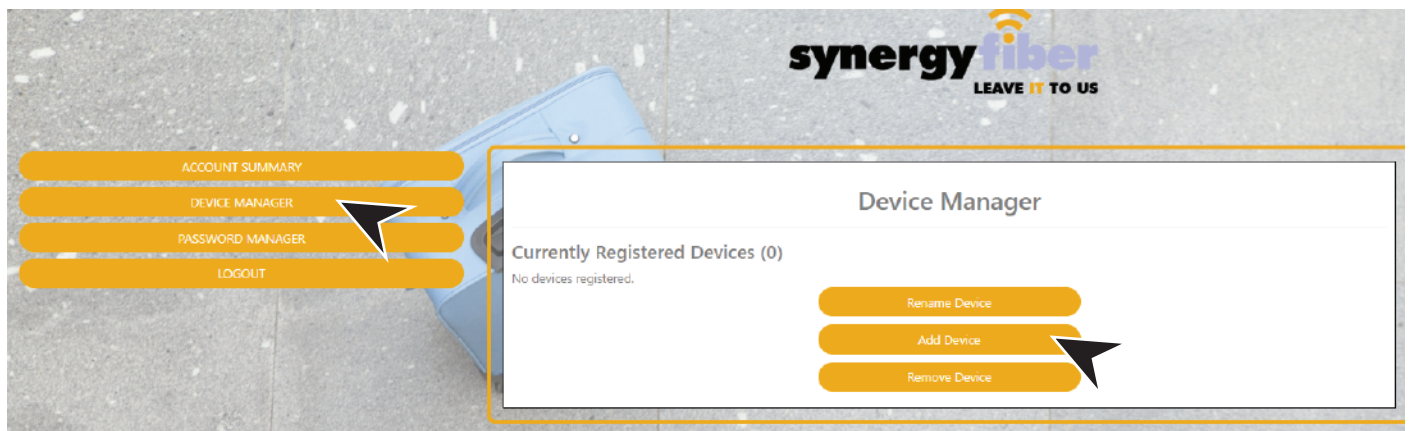 synergyfiber
LEAVE IT TO US
ACCOUNT SUMMARY
DEVICE MANAGER
PASSWORD MANAGER
LOGOUT
Device Manager
Currently Registered Devices (0)
No devices registered.
Rename Device
Add Device
Remove Device